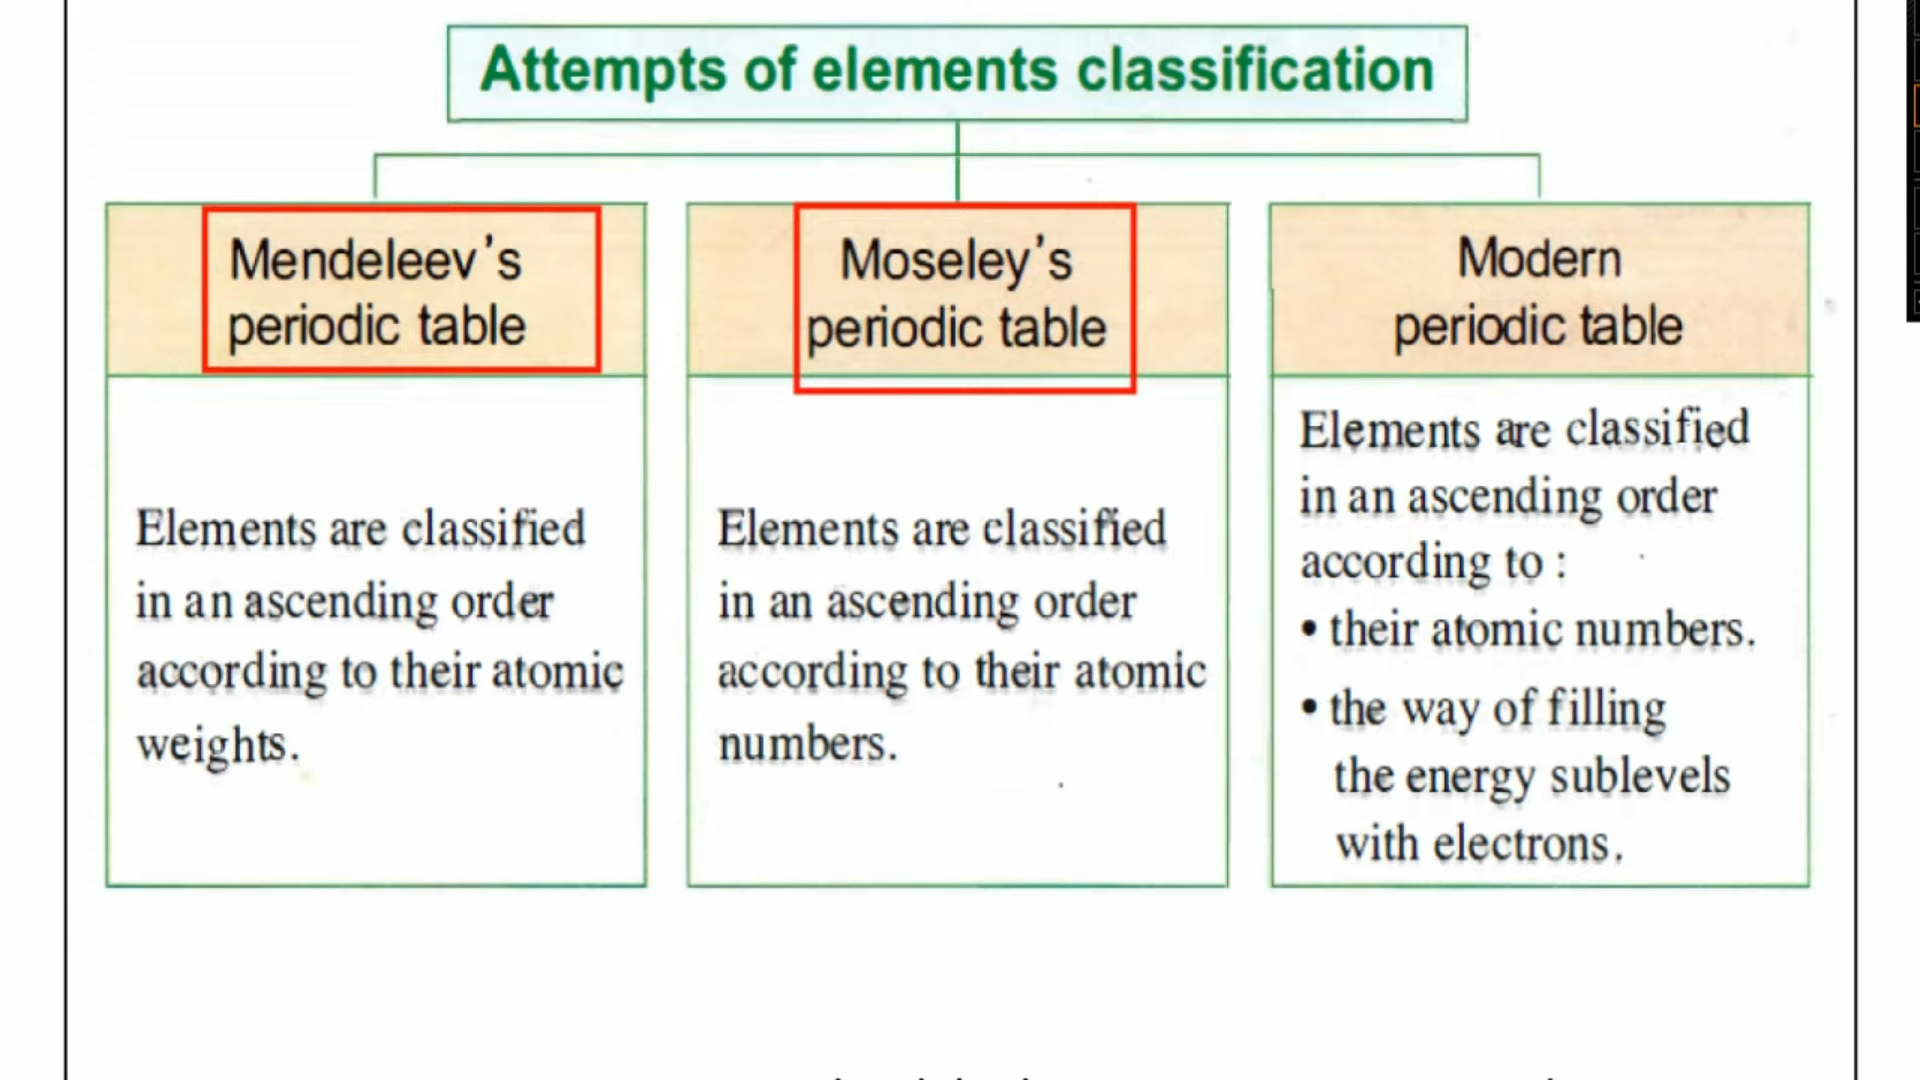 Attempts of elements classification
Mendeleev's
periodic table
Elements are classified
in an ascending order
according to their atomic
weights.
Moseley's
periodic table
Elements are classified
in an ascending order
according to their atomic
numbers.
Modern
periodic table
Elements are classified
in an ascending order
according to :
• their atomic numbers.
• the way of filling
the energy sublevels
with electrons.